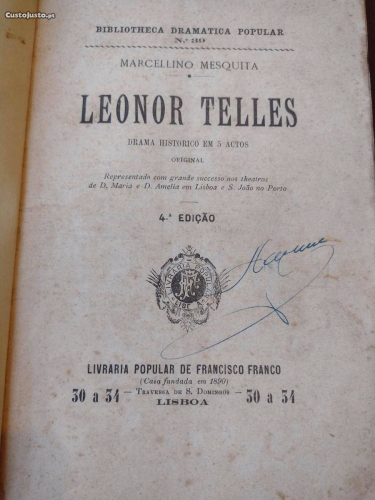 CustoJusto.pt
BIBLIOTHECA DRAMATICA POPULAR
N.º 30
MARCELLINO MESQUITA
LEONOR TELLES
DRAMA HISTORICO EM 5 ACTOS
ORIGINAL
Representado com grande successo nos theatros
de D. Maria e D. Amelia em Lisboa e S. João no Porto
4.ª EDIÇÃO
LIVRARIA POPULAR DE FRANCISCO FRANCO
(Casa fundada em 1890)
30 a 34 — TRAVESSA DE S. DOMINGOS — 30 a 34
LISBOA